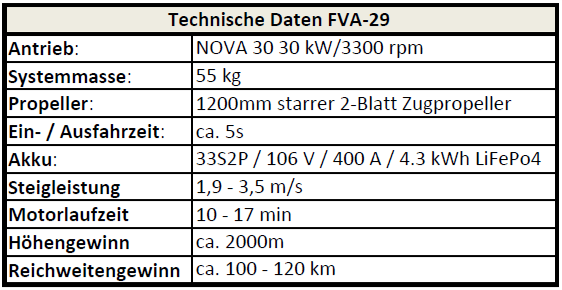 Technische Daten FVA-29
Antrieb: NOVA 30 30 kW/3300 rpm
Systemmasse: 55 kg
Propeller: 1200mm starrer 2-Blatt Zugpropeller
Ein- / Ausfahrzeit: ca. 5s
Akku: 33S2P / 106 V / 400 A / 4.3 kWh LiFePo4
Steigleistung 1,9 - 3,5 m/s
Motorlaufzeit 10 - 17 min
Höhengewinn ca. 2000m
Reichweitengewinn ca. 100 - 120 km